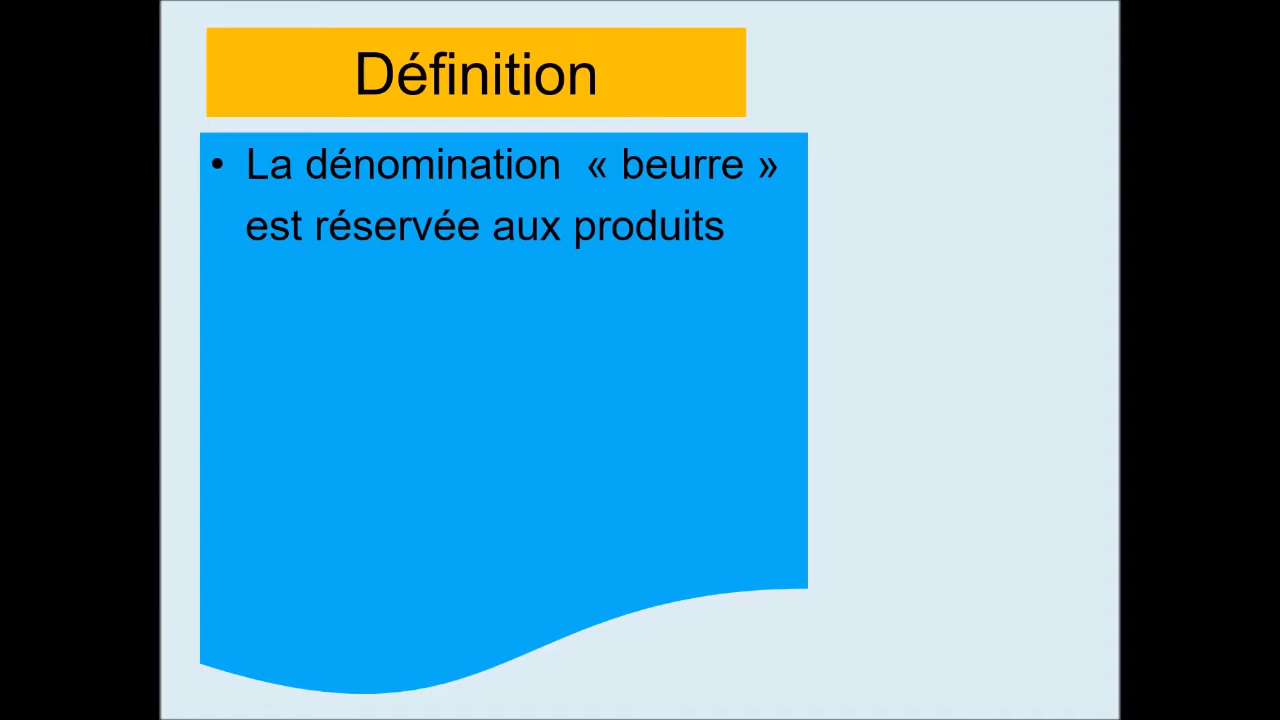 Définition
• La dénomination « beurre »
est réservée aux produits